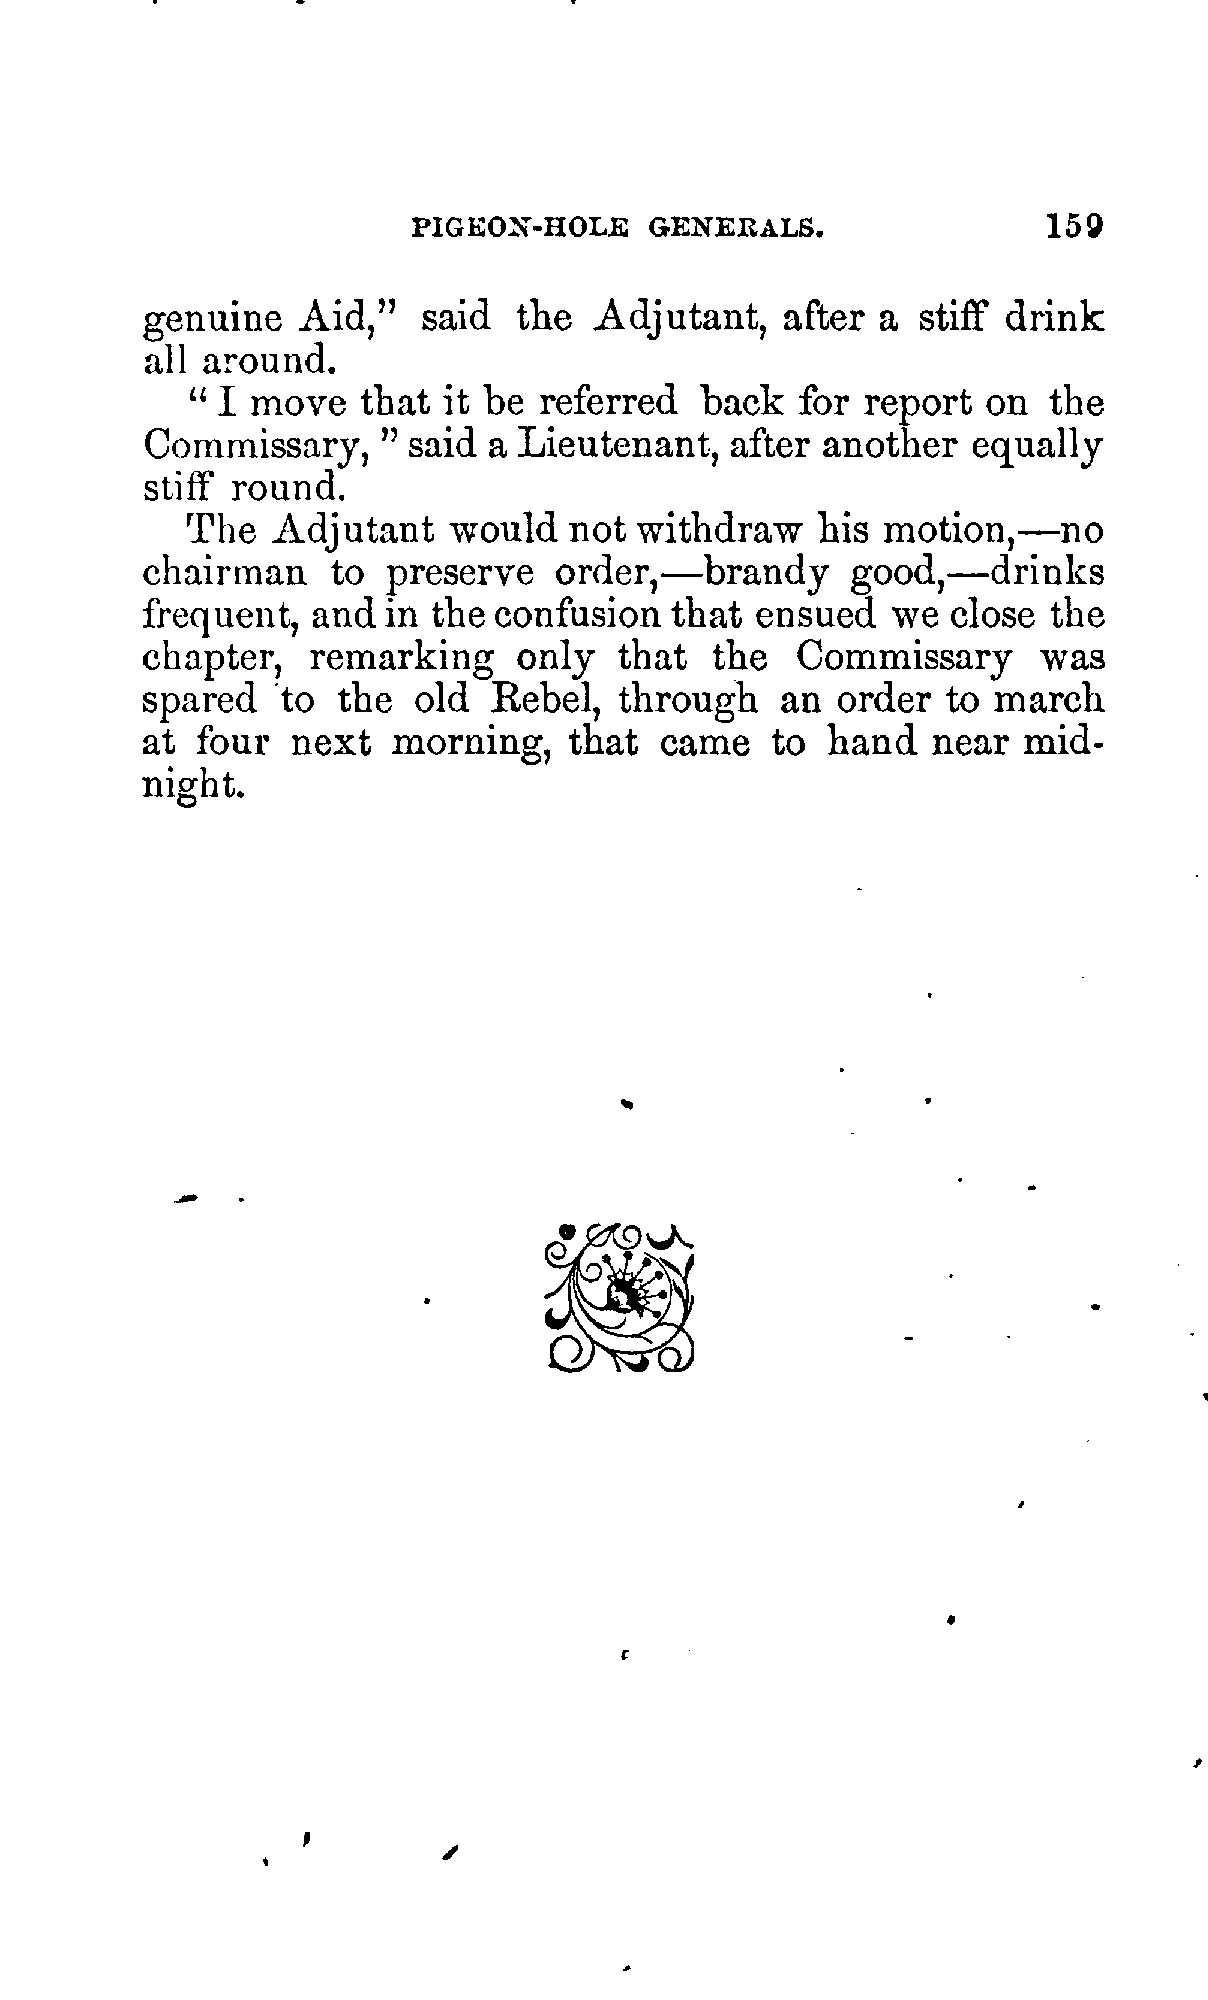 PIGEON-HOLE GENERALS. 159
genuine Aid," said the Adjutant, after a stiff drink
all around.
" I move that it be referred back for report on the
Commissary, " said a Lieutenant, after another equally
stiff round.
The Adjutant would not withdraw his motion,—no
chairman to preserve order,—brandy good,—drinks
frequent, and in the confusion that ensued we close the
chapter, remarking only that the Commissary was
spared to the old Rebel, through an order to march
at four next morning, that came to hand near mid-
night.